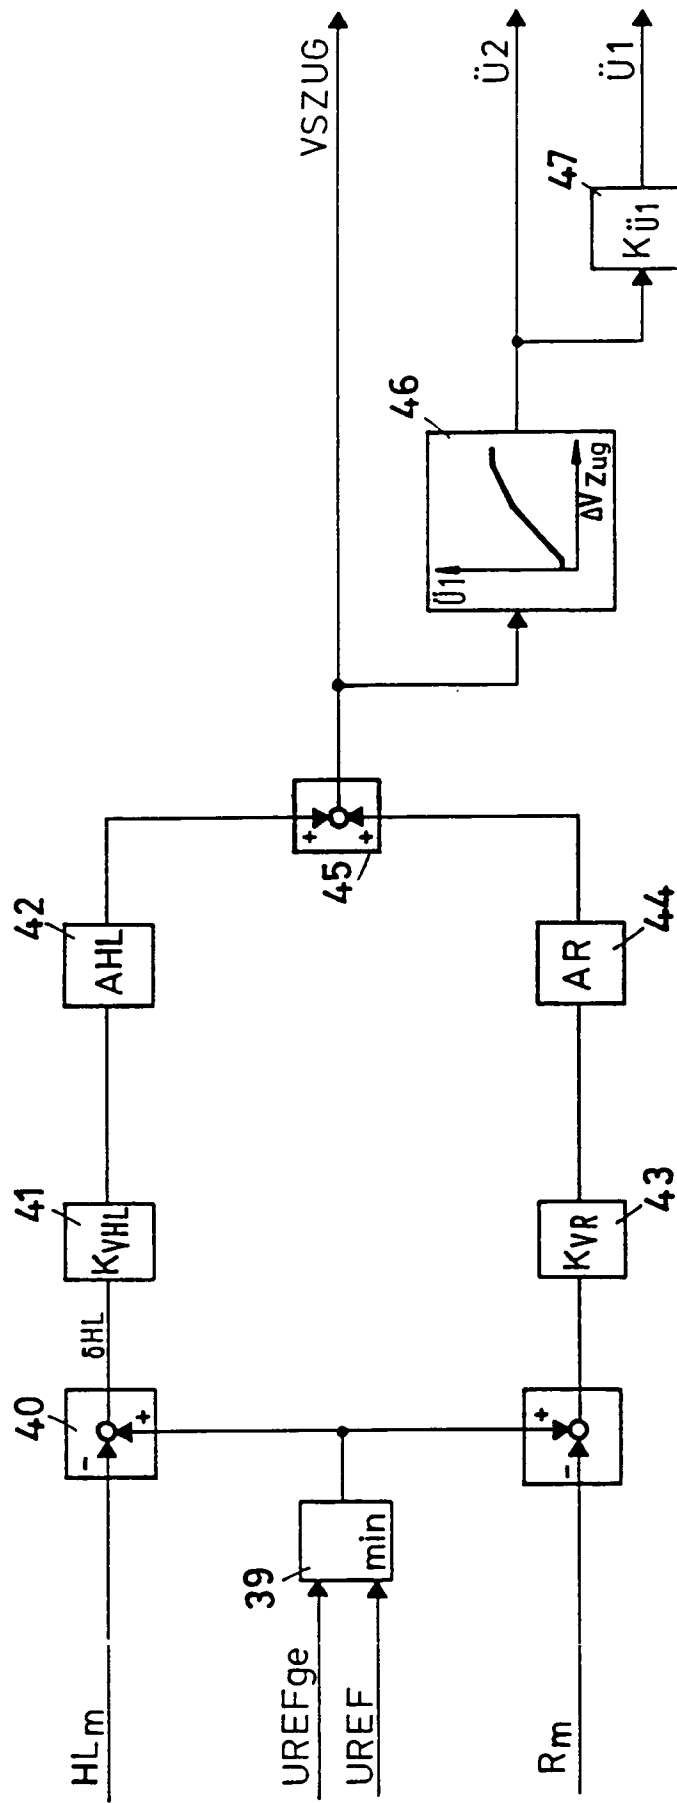 HLm
UREFge
UREF
Rm
39
min
40
-
+
δHL
+
-
41
KVHL
43
KVR
42
AHL
44
AR
45
+
+
VSZUG
46
Ü1
ΔVZug
Ü2
47
KÜ1
Ü1